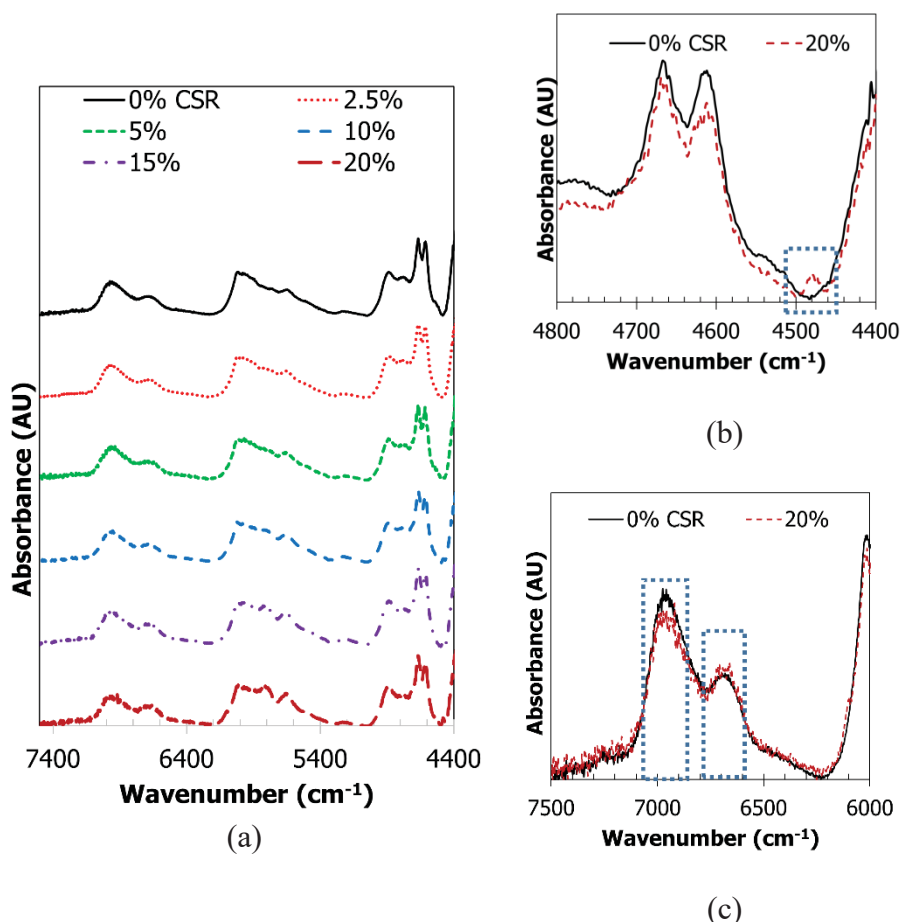 0% CSR 2.5%
5% 10%
15% 20%
Absorbance (AU)
7400 6400 5400 4400
Wavenumber (cm-1)
(a)
0% CSR 20%
Absorbance (AU)
4800 4700 4600 4500 4400
Wavenumber (cm-1)
(b)
0% CSR 20%
Absorbance (AU)
7500 7000 6500 6000
Wavenumber (cm-1)
(c)